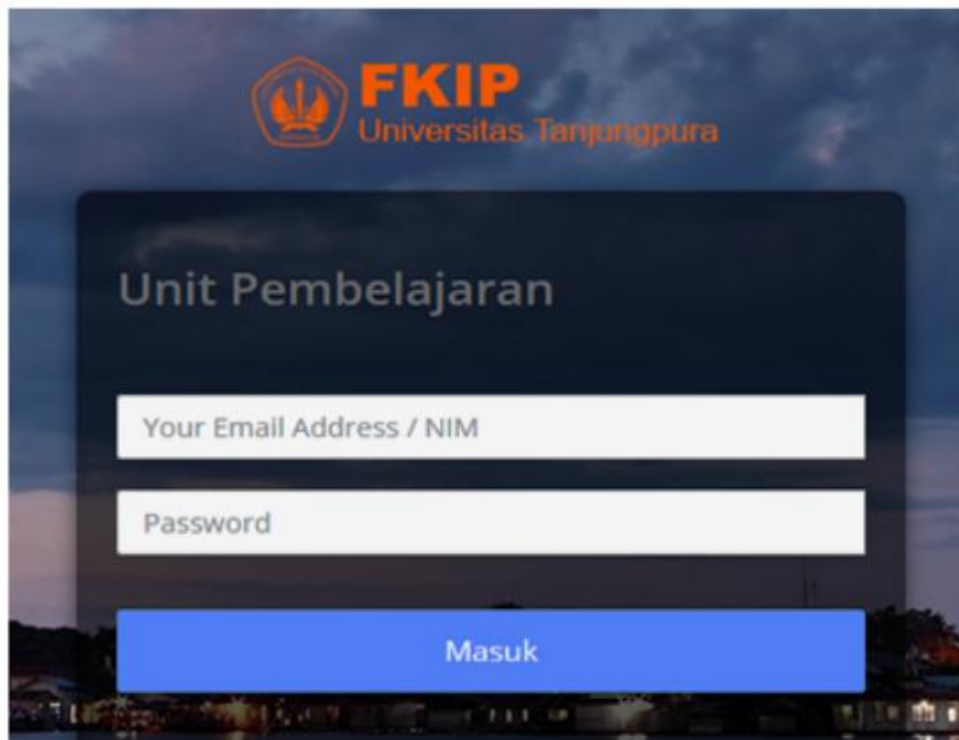 FKIP
Universitas Tanjungpura
Unit Pembelajaran
Your Email Address / NIM
Password
Masuk